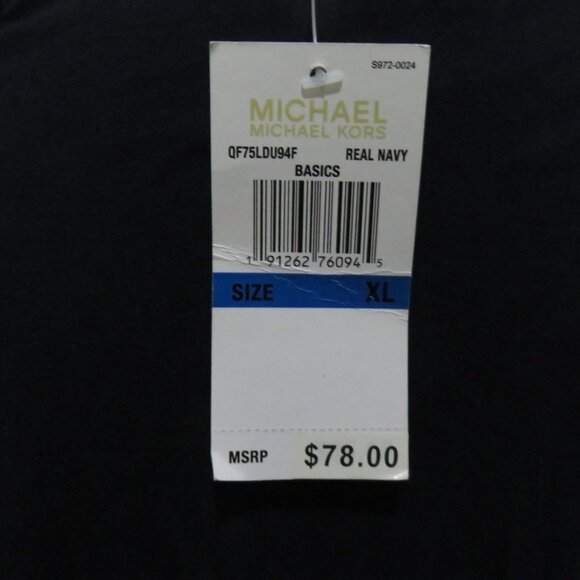 S972-0024
MICHAEL
MICHAEL KORS
QF75LDU94F REAL NAVY
BASICS
1 91262 76094 5
SIZE XL
MSRP $78.00